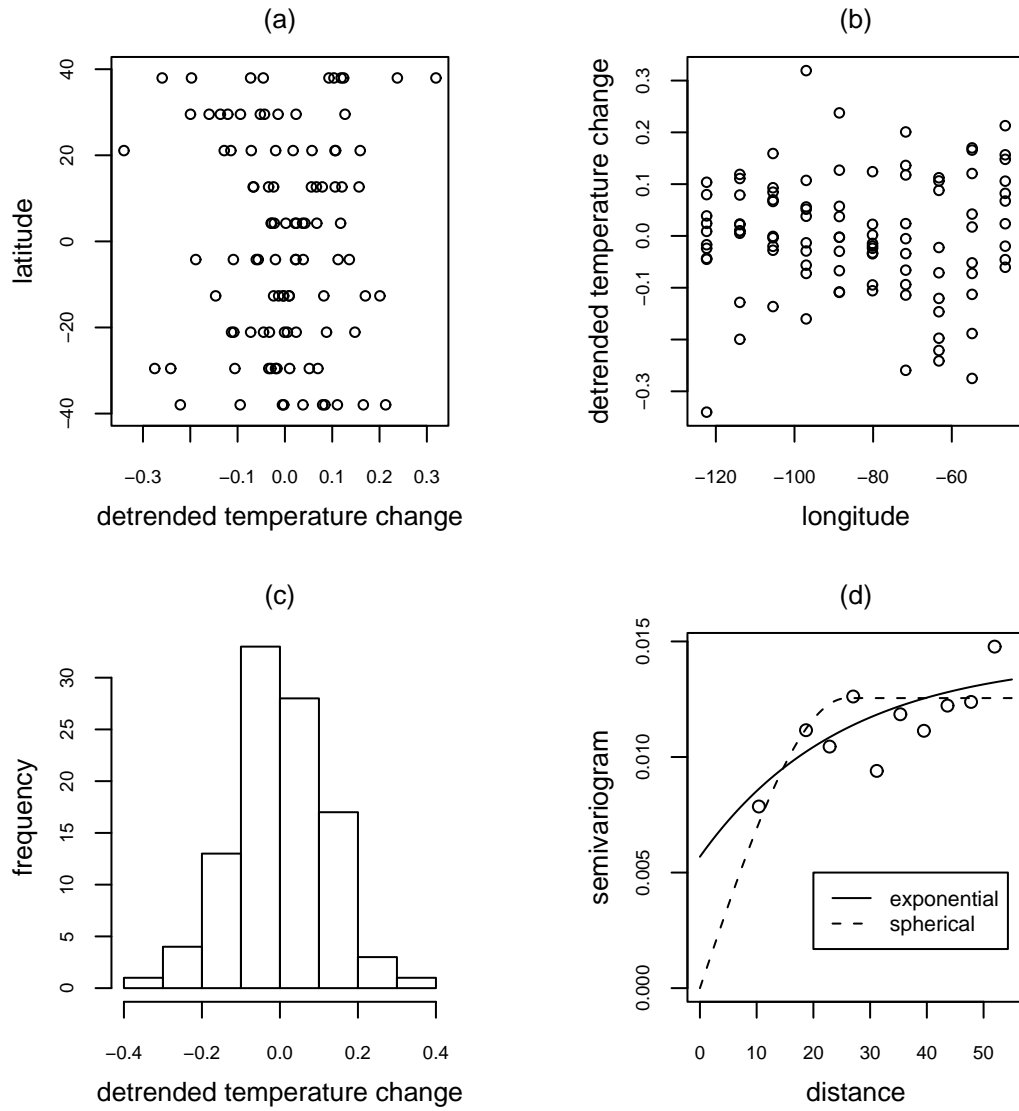 (a)
40
20
0
−20
−40
latitude
−0.3 −0.1 0.0 0.1 0.2 0.3
detrended temperature change
(b)
0.3
0.2
0.1
0.0
−0.1
−0.3
detrended temperature change
−120 −100 −80 −60
longitude
(c)
30
25
20
15
10
5
0
frequency
−0.4 −0.2 0.0 0.2 0.4
detrended temperature change
(d)
0.015
0.010
0.005
0.000
semivariogram
exponential
spherical
0 10 20 30 40 50
distance